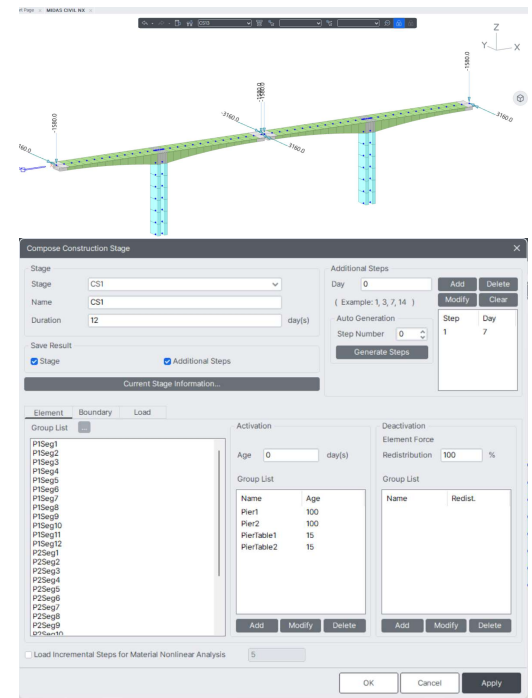 MIDAS CIVIL NX
CS13
Z
Y
X
-1580.0
-3160.0
-1580.0
3160.0
-3160.0
-1580.0
Compose Construction Stage
Stage
Stage CS1
Name CS1
Duration 12 day(s)
Save Result
Stage Additional Steps
Current Stage Information...
Additional Steps
Day 0 Add Delete
( Example: 1, 3, 7, 14 ) Modify Clear
Auto Generation
Step Number 0
Generate Steps
Step Day
1 7
Element Boundary Load
Group List ...
P1Seg1
P1Seg2
P1Seg3
P1Seg4
P1Seg5
P1Seg6
P1Seg7
P1Seg8
P1Seg9
P1Seg10
P1Seg11
P1Seg12
P2Seg1
P2Seg2
P2Seg3
P2Seg4
P2Seg5
P2Seg6
P2Seg7
P2Seg8
P2Seg9
P2Seg10
Activation
Age 0 day(s)
Group List
Name Age
Pier1 100
Pier2 100
PierTable1 15
PierTable2 15
Add Modify Delete
Deactivation
Element Force
Redistribution 100 %
Group List
Name Redist.
Add Modify Delete
Load Incremental Steps for Material Nonlinear Analysis 5
OK Cancel Apply